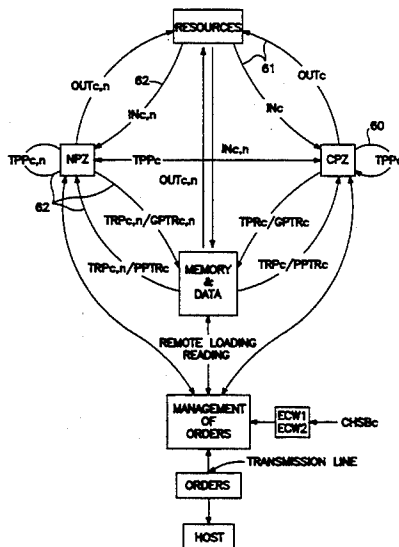 RESOURCES
OUTc,n
62
INc,n
61
OUTc
INc
60
TPPc,n
NPZ
TPPc
INc,n
OUTc,n
CPZ
TPPc
62
TRPc,n/GPTRc,n
TPRc/GPTRc
TRPc,n/PPTRc
MEMORY
&
DATA
TRPc/PPTRc
REMOTE LOADING
READING
MANAGEMENT
OF
ORDERS
ECW1
ECW2
CHSBc
TRANSMISSION LINE
ORDERS
HOST